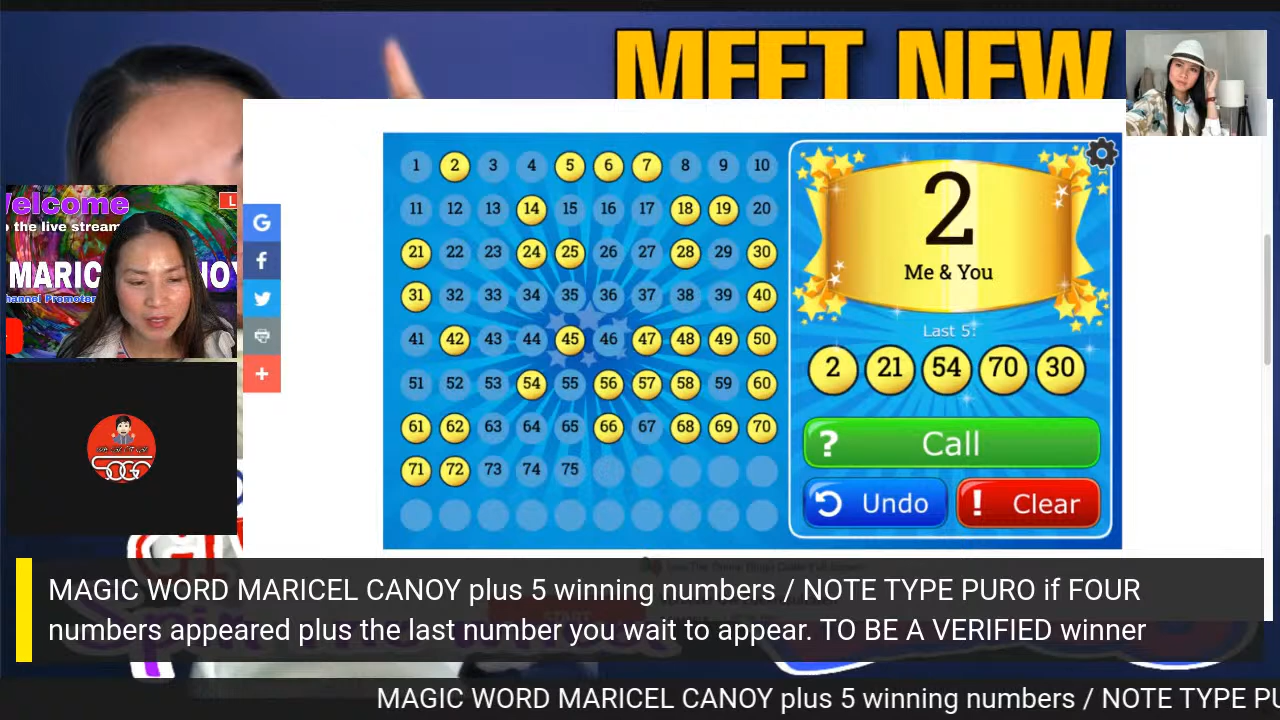 MEET NEW
Welcome
o the live stream
MARIC
NOY
hannel Promoter
L
G
f
+
1 2 3 4 5 6 7 8 9 10
11 12 13 14 15 16 17 18 19 20
21 22 23 24 25 26 27 28 29 30
31 32 33 34 35 36 37 38 39 40
41 42 43 44 45 46 47 48 49 50
51 52 53 54 55 56 57 58 59 60
61 62 63 64 65 66 67 68 69 70
71 72 73 74 75
2
Me & You
Last 5:
2 21 54 70 30
? Call
Undo
! Clear
MAGIC WORD MARICEL CANOY plus 5 winning numbers / NOTE TYPE PURO if FOUR
numbers appeared plus the last number you wait to appear. TO BE A VERIFIED winner
MAGIC WORD MARICEL CANOY plus 5 winning numbers / NOTE TYPE PU